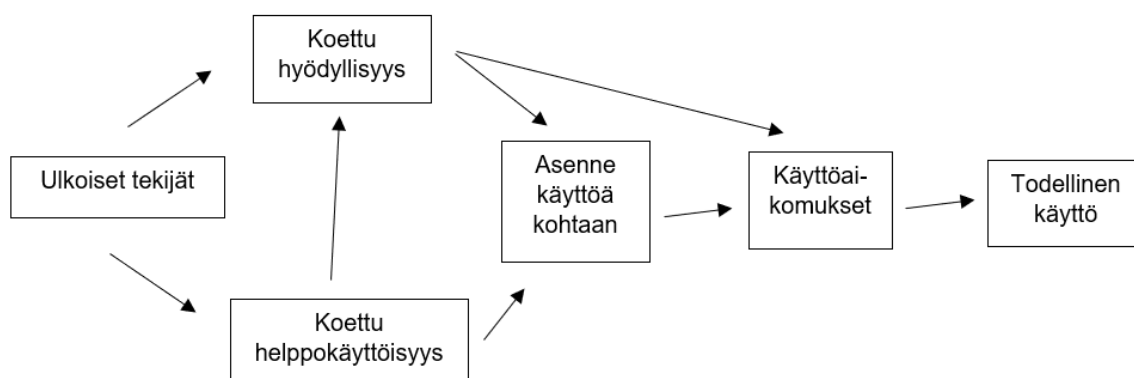 Koettu
hyödyllisyys
Ulkoiset tekijät
Asenne
käyttöä
kohtaan
Käyttöai-
komukset
Todellinen
käyttö
Koettu
helppokäyttöisyys